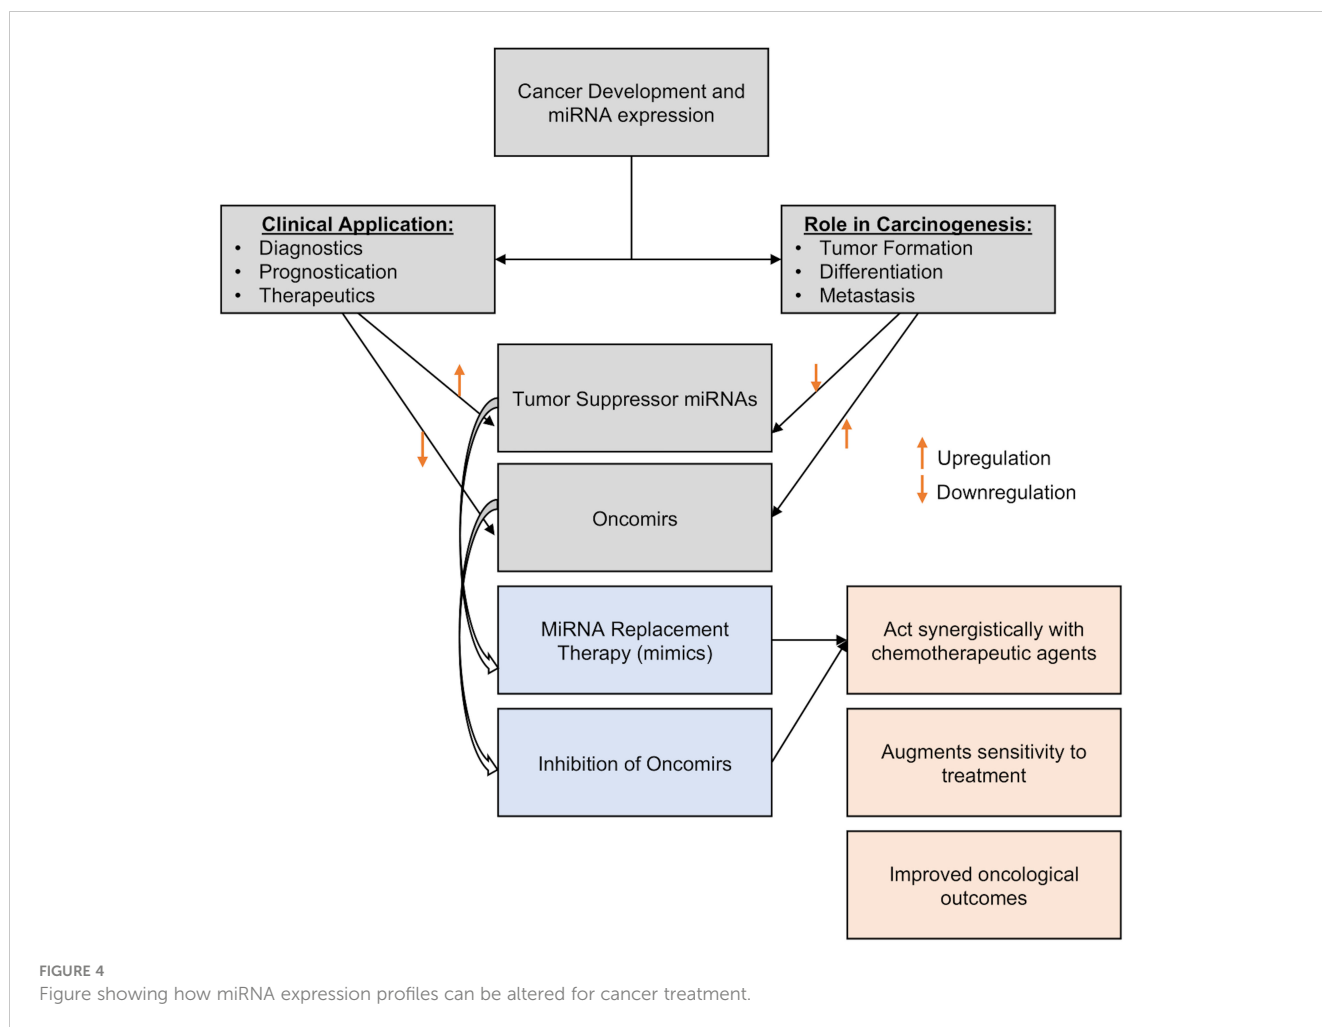 Cancer Development and
miRNA expression
Clinical Application:
• Diagnostics
• Prognostication
• Therapeutics
Role in Carcinogenesis:
• Tumor Formation
• Differentiation
• Metastasis
Tumor Suppressor miRNAs
Oncomirs
Upregulation
Downregulation
MiRNA Replacement
Therapy (mimics)
Act synergistically with
chemotherapeutic agents
Inhibition of Oncomirs
Augments sensitivity to
treatment
Improved oncological
outcomes
FIGURE 4
Figure showing how miRNA expression profiles can be altered for cancer treatment.